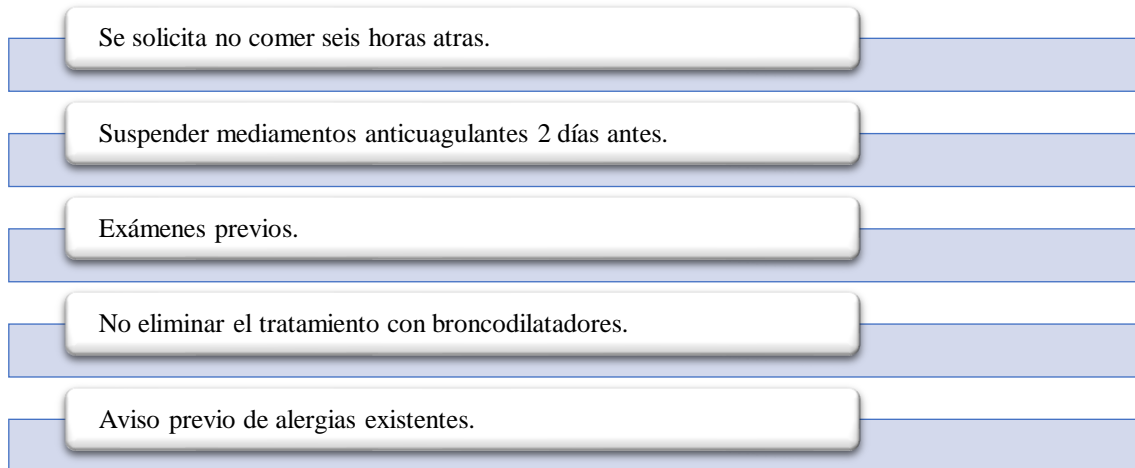 Se solicita no comer seis horas atras.
Suspender mediamentos anticuagulantes 2 días antes.
Exámenes previos.
No eliminar el tratamiento con broncodilatadores.
Aviso previo de alergias existentes.